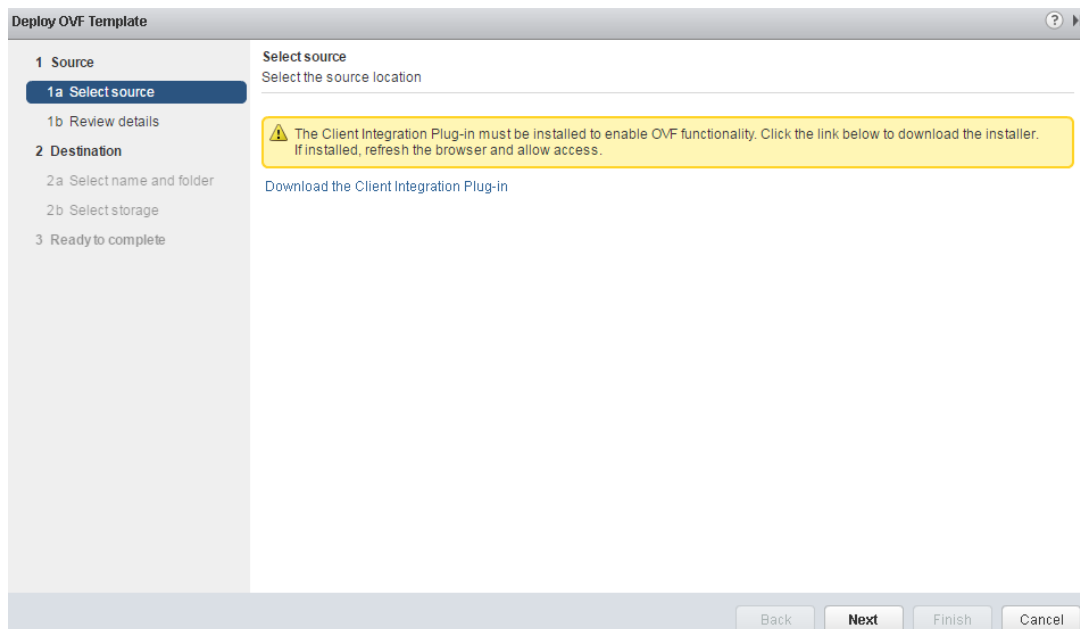 Deploy OVF Template
?
1 Source
1a Select source
1b Review details
2 Destination
2a Select name and folder
2b Select storage
3 Ready to complete
Select source
Select the source location
The Client Integration Plug-in must be installed to enable OVF functionality. Click the link below to download the installer.
If installed, refresh the browser and allow access.
Download the Client Integration Plug-in
Back
Next
Finish
Cancel